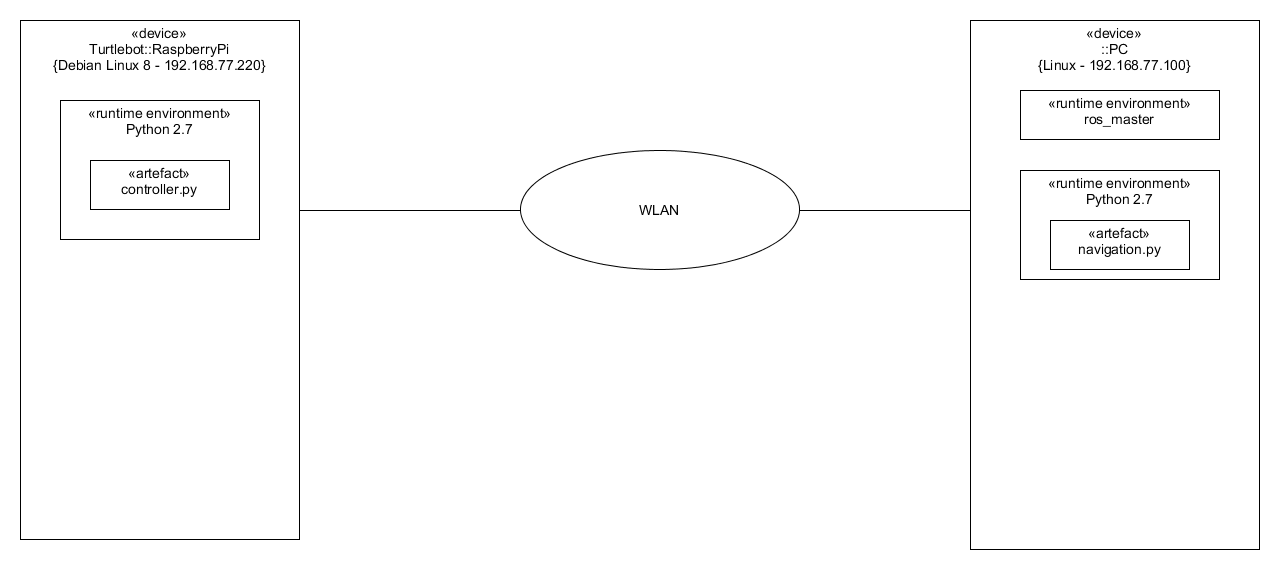 «device»
Turtlebot::RaspberryPi
{Debian Linux 8 - 192.168.77.220}
«runtime environment»
Python 2.7
«artefact»
controller.py
WLAN
«device»
::PC
{Linux - 192.168.77.100}
«runtime environment»
ros_master
«runtime environment»
Python 2.7
«artefact»
navigation.py